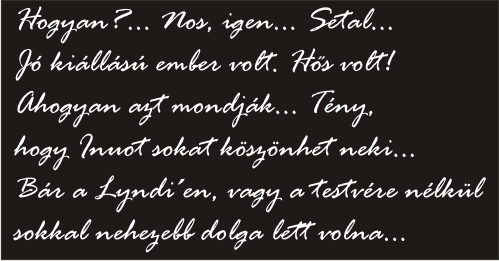 Hogyan?... Nos, igen... Setal...
Jó kiállású ember volt. Hős volt!
Ahogyan azt mondják... Tény,
hogy Inuot sokat köszönhet neki...
Bár a Lyndi´en, vagy a testvére nélkül
sokkal nehezebb dolga lett volna...